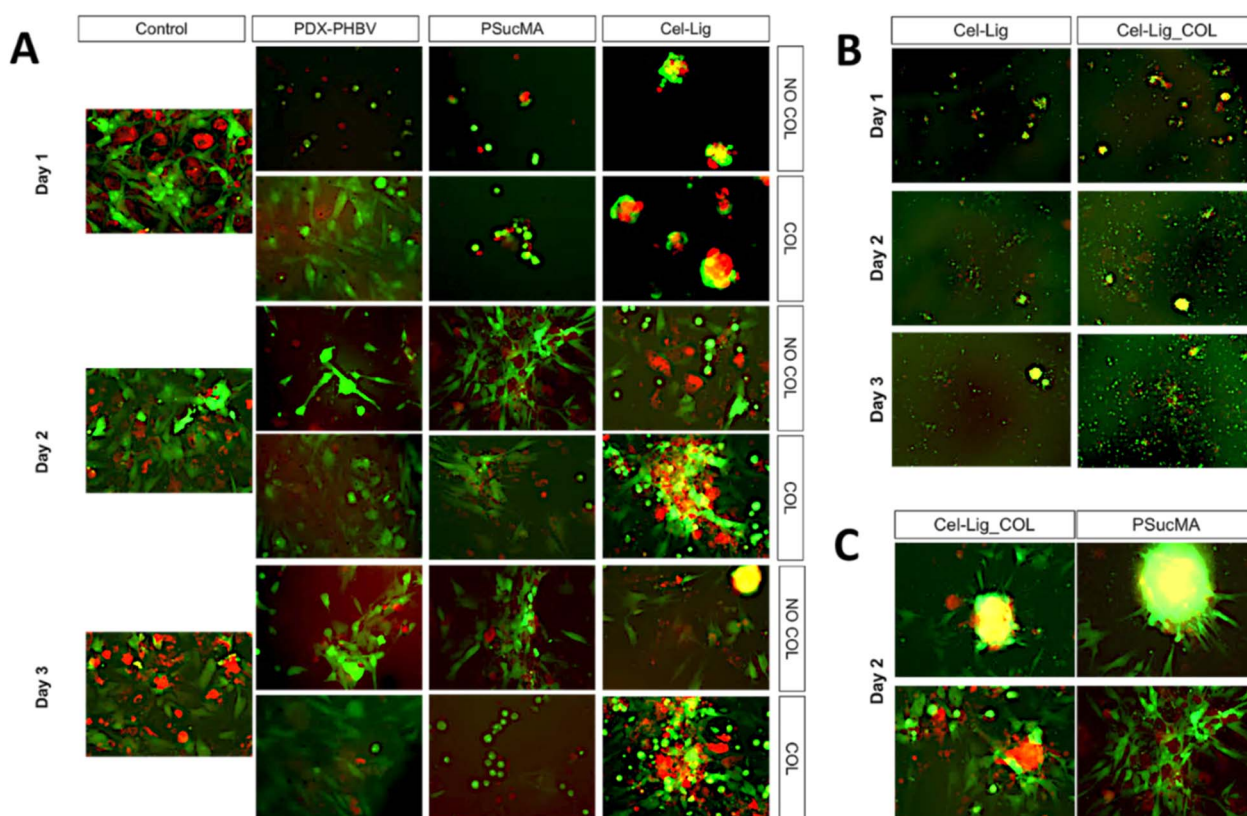 A
Control
PDX-PHBV
PSucMA
Cel-Lig
Day 1
NO COL
COL
Day 2
NO COL
COL
Day 3
NO COL
COL
B
Cel-Lig
Cel-Lig_COL
Day 1
Day 2
Day 3
C
Cel-Lig_COL
PSucMA
Day 2